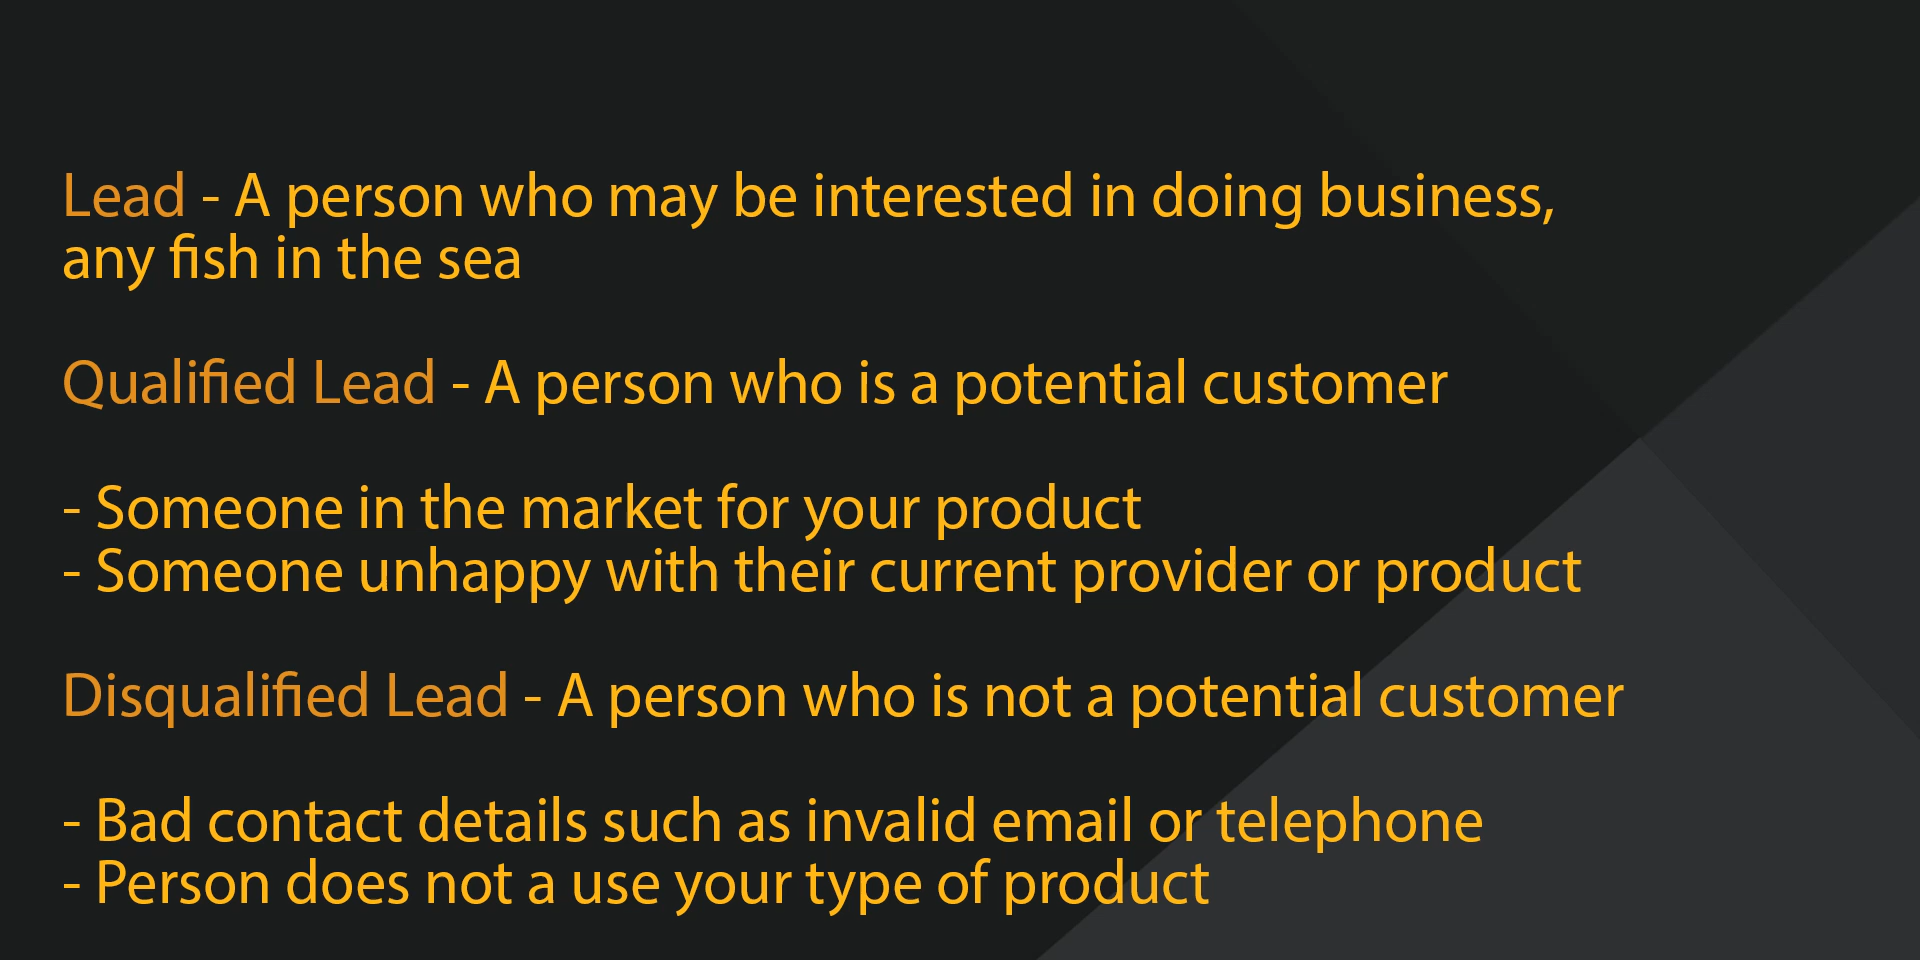 Lead - A person who may be interested in doing business,
any fish in the sea
Qualified Lead - A person who is a potential customer
- Someone in the market for your product
- Someone unhappy with their current provider or product
Disqualified Lead - A person who is not a potential customer
- Bad contact details such as invalid email or telephone
- Person does not a use your type of product